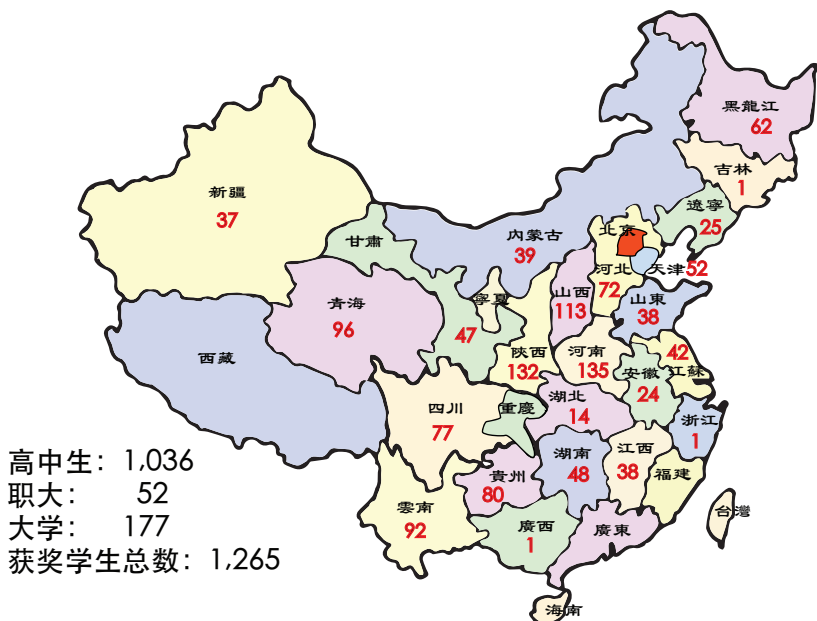 黑龍江
62
吉林
1
遼寧
25
新疆
37
甘肅
47
內蒙古
39
北京
河北
72
天津52
寧夏
山西
113
山東
38
青海
96
西藏
陝西
132
河南
135
42
江蘇
安徽
24
四川
77
重慶
湖北
14
浙江
1
湖南
48
江西
38
福建
貴州
80
雲南
92
廣西
1
廣東
台灣
海南
高中生：1,036
职大： 52
大学： 177
获奖学生总数：1,265